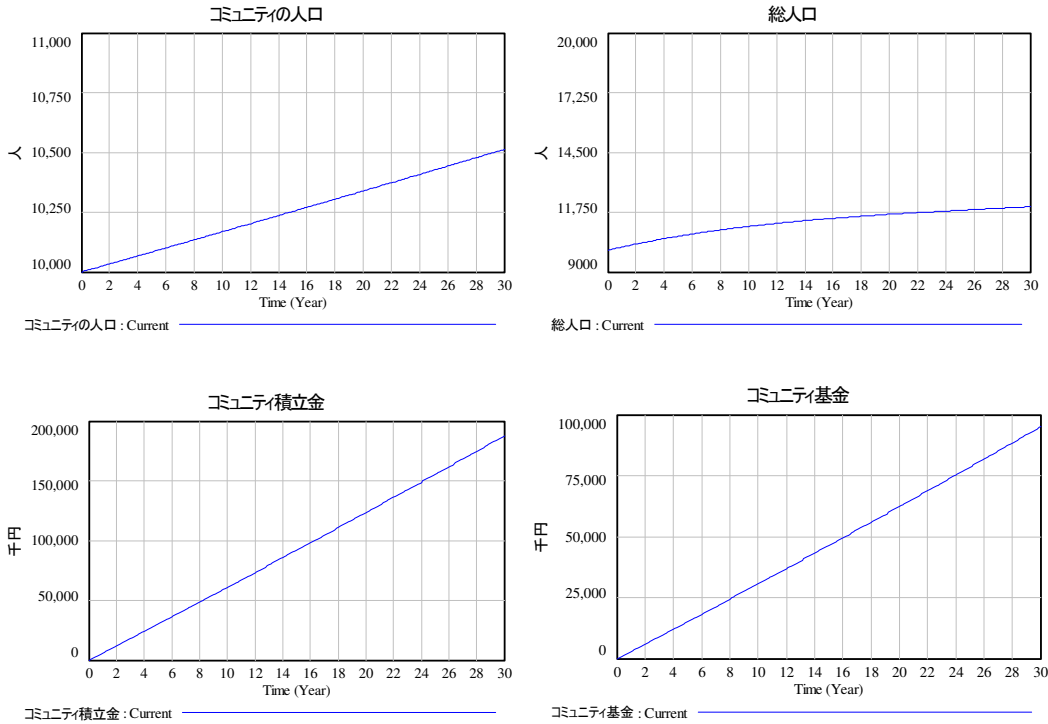 コミュニティの人口
11,000
10,750
10,500
10,250
10,000
人
0 2 4 6 8 10 12 14 16 18 20 22 24 26 28 30
Time (Year)
コミュニティの人口 : Current
総人口
20,000
17,250
14,500
11,750
9000
人
0 2 4 6 8 10 12 14 16 18 20 22 24 26 28 30
Time (Year)
総人口 : Current
コミュニティ積立金
200,000
150,000
100,000
50,000
0
千円
0 2 4 6 8 10 12 14 16 18 20 22 24 26 28 30
Time (Year)
コミュニティ積立金 : Current
コミュニティ基金
100,000
75,000
50,000
25,000
0
千円
0 2 4 6 8 10 12 14 16 18 20 22 24 26 28 30
Time (Year)
コミュニティ基金 : Current